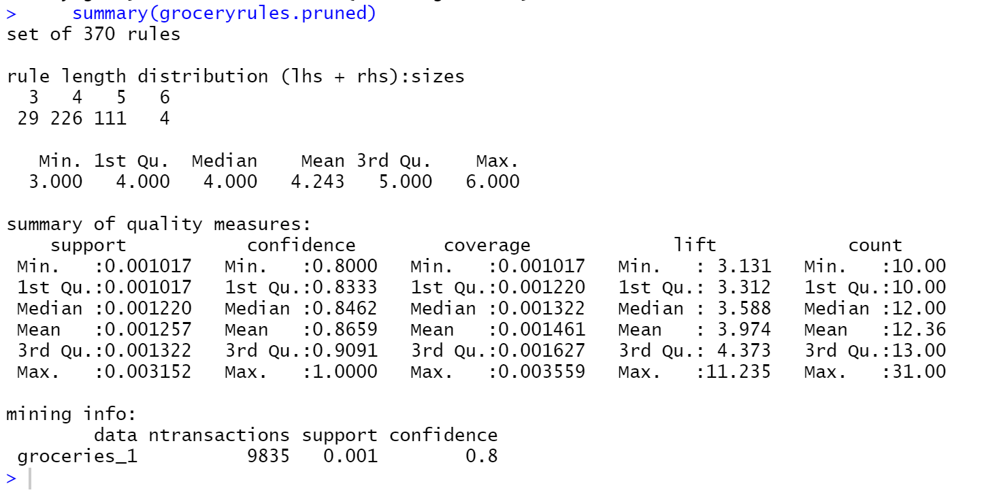 >     summary(groceryrules.pruned)
set of 370 rules
rule length distribution (lhs + rhs):sizes
  3   4   5   6
 29 226 111   4
   Min. 1st Qu.  Median    Mean 3rd Qu.    Max.
  3.000   4.000   4.000   4.243   5.000   6.000
summary of quality measures:
    support           confidence        coverage             lift            count
 Min.   :0.001017   Min.   :0.8000   Min.   :0.001017   Min.   : 3.131   Min.   :10.00
 1st Qu.:0.001017   1st Qu.:0.8333   1st Qu.:0.001220   1st Qu.: 3.312   1st Qu.:10.00
 Median :0.001220   Median :0.8462   Median :0.001322   Median : 3.588   Median :12.00
 Mean   :0.001257   Mean   :0.8659   Mean   :0.001461   Mean   : 3.974   Mean   :12.36
 3rd Qu.:0.001322   3rd Qu.:0.9091   3rd Qu.:0.001627   3rd Qu.: 4.373   3rd Qu.:13.00
 Max.   :0.003152   Max.   :1.0000   Max.   :0.003559   Max.   :11.235   Max.   :31.00
mining info:
        data ntransactions support confidence
 groceries_1          9835   0.001        0.8
>